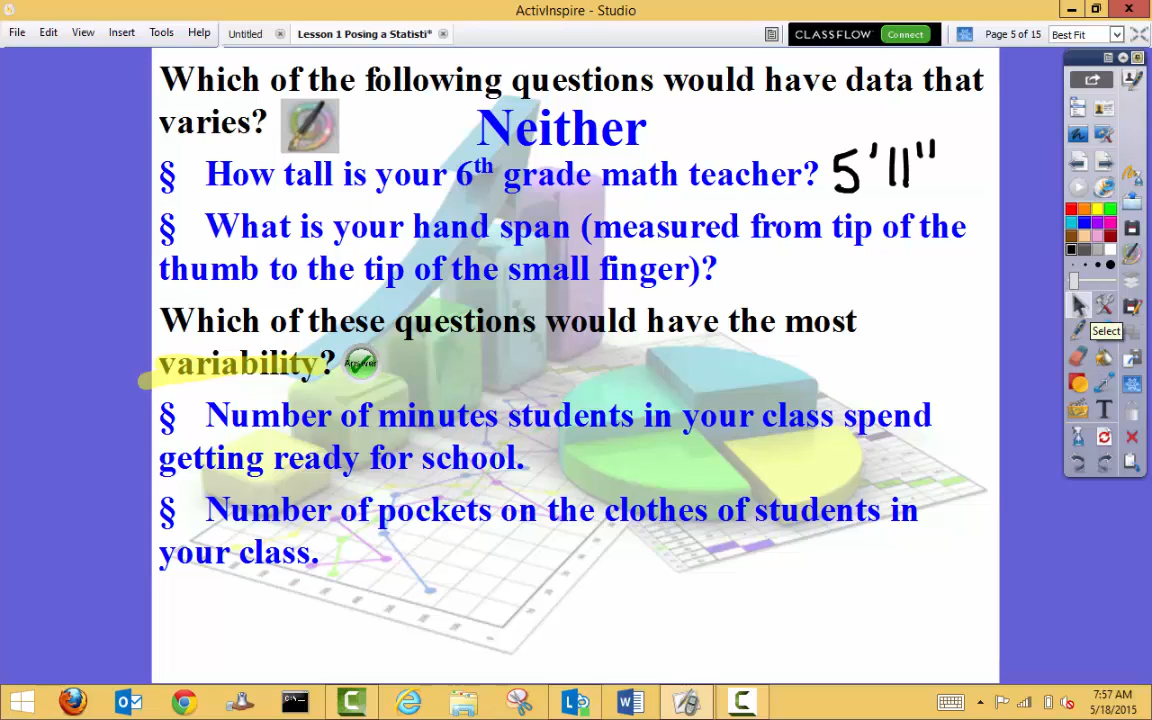 ActivInspire - Studio
File Edit View Insert Tools Help Untitled Lesson 1 Posing a Statisti* CLASSFLOW Connect Page 5 of 15 Best Fit
Which of the following questions would have data that
varies?
Neither
§ How tall is your 6th grade math teacher? 5'11"
§ What is your hand span (measured from tip of the
thumb to the tip of the small finger)?
Which of these questions would have the most
variability? Answer
§ Number of minutes students in your class spend
getting ready for school.
§ Number of pockets on the clothes of students in
your class.
Select
7:57 AM
5/18/2015